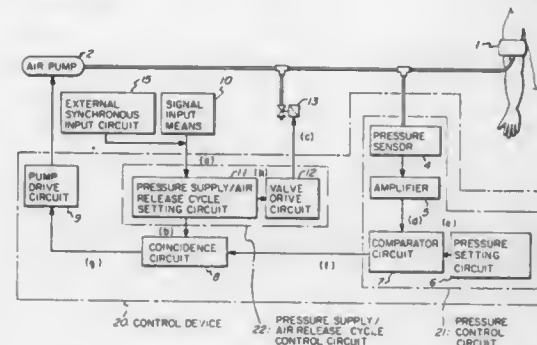 1
2
AIR PUMP
15
EXTERNAL
SYNCHRONOUS
INPUT CIRCUIT
10
SIGNAL
INPUT
MEANS
13
(c)
(a)
PRESSURE
SENSOR
4
PUMP
DRIVE
CIRCUIT
9
11
(h)
12
PRESSURE SUPPLY/AIR
RELEASE CYCLE
SETTING CIRCUIT
VALVE
DRIVE
CIRCUIT
AMPLIFIER
5
(b)
(d)
(e)
(g)
COINCIDENCE
CIRCUIT
8
(f)
COMPARATOR
CIRCUIT
7
PRESSURE
SETTING
CIRCUIT
6
20: CONTROL DEVICE
22: PRESSURE SUPPLY/
AIR RELEASE CYCLE
CONTROL CIRCUIT
21: PRESSURE
CONTROL
CIRCUIT